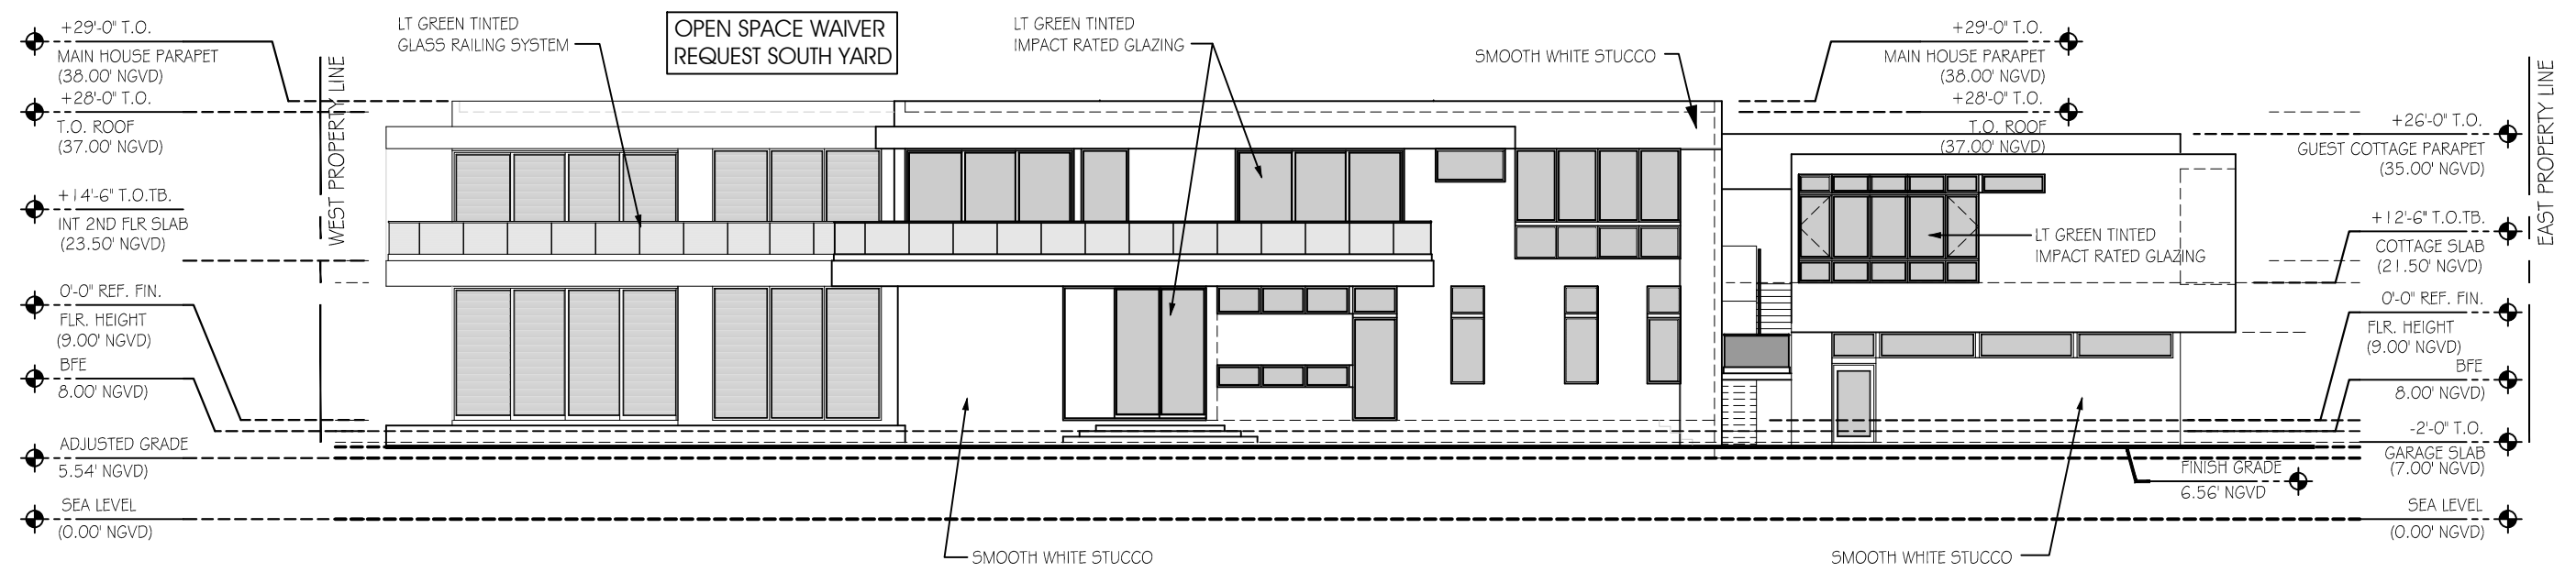 +29'-0" T.O.
MAIN HOUSE PARAPET
(38.00' NGVD)
+28'-0" T.O.
T.O. ROOF
(37.00' NGVD)
+14'-6" T.O.TB.
INT 2ND FLR SLAB
(23.50' NGVD)
0'-0" REF. FIN.
FLR. HEIGHT
(9.00' NGVD)
BFE
8.00' NGVD)
ADJUSTED GRADE
5.54' NGVD)
SEA LEVEL
(0.00' NGVD)
WEST PROPERTY LINE
LT GREEN TINTED
GLASS RAILING SYSTEM
OPEN SPACE WAIVER
REQUEST SOUTH YARD
LT GREEN TINTED
IMPACT RATED GLAZING
SMOOTH WHITE STUCCO
SMOOTH WHITE STUCCO
+29'-0" T.O.
MAIN HOUSE PARAPET
(38.00' NGVD)
+28'-0" T.O.
T.O. ROOF
(37.00' NGVD)
LT GREEN TINTED
IMPACT RATED GLAZING
SMOOTH WHITE STUCCO
+26'-0" T.O.
GUEST COTTAGE PARAPET
(35.00' NGVD)
+12'-6" T.O.TB.
COTTAGE SLAB
(21.50' NGVD)
0'-0" REF. FIN.
FLR. HEIGHT
(9.00' NGVD)
BFE
8.00' NGVD)
-2'-0" T.O.
GARAGE SLAB
(7.00' NGVD)
FINISH GRADE
6.56' NGVD
SEA LEVEL
(0.00' NGVD)
EAST PROPERTY LINE